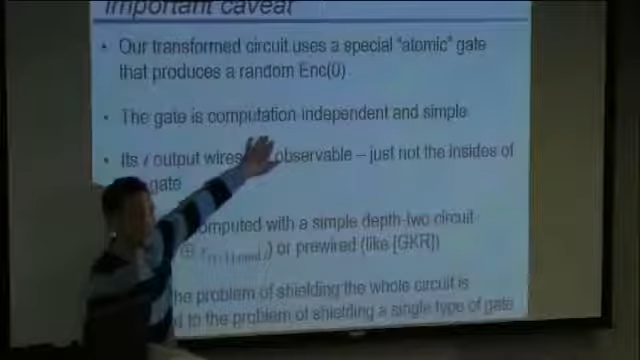 Important caveat
• Our transformed circuit uses a special "atomic" gate
that produces a random Enc(0).
• The gate is computation-independent and simple
• Its l output wires observable – just not the insides of
gate
computed with a simple depth-two circuit
) or prewired (like [GKR])
he problem of shielding the whole circuit is
to the problem of shielding a single type of gate